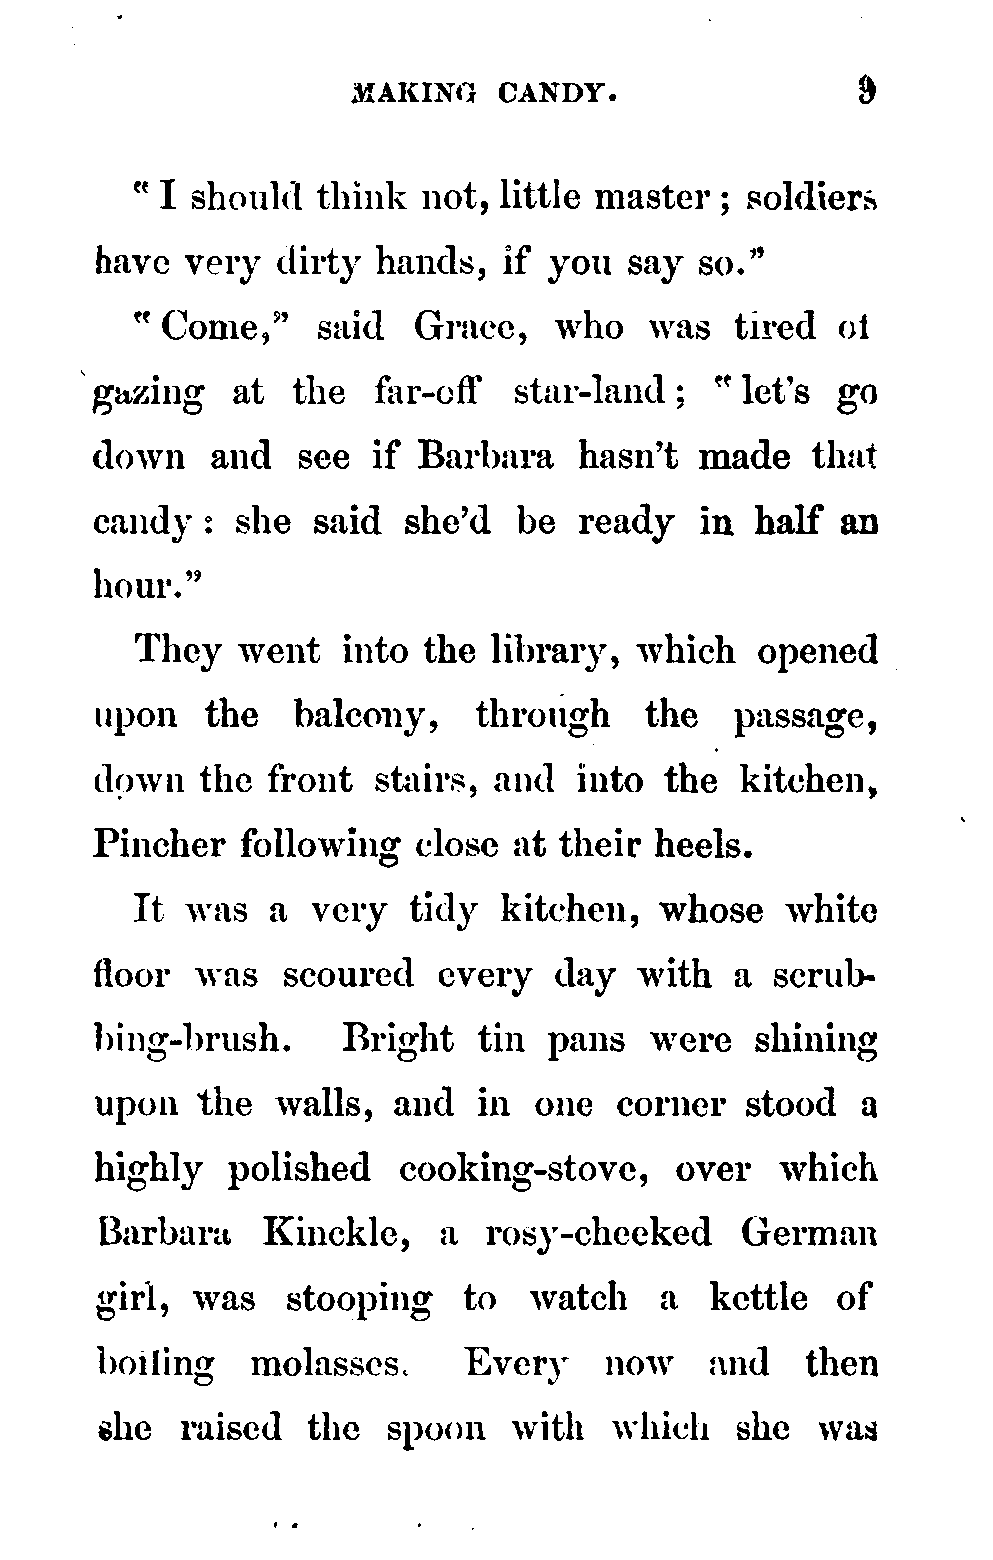 MAKING CANDY. 9
"I should think not, little master; soldiers
have very dirty hands, if you say so."
"Come," said Grace, who was tired of
gazing at the far-off star-land; "let's go
down and see if Barbara hasn't made that
candy: she said she'd be ready in half an
hour."
They went into the library, which opened
upon the balcony, through the passage,
down the front stairs, and into the kitchen,
Pincher following close at their heels.
It was a very tidy kitchen, whose white
floor was scoured every day with a scrub-
bing-brush. Bright tin pans were shining
upon the walls, and in one corner stood a
highly polished cooking-stove, over which
Barbara Kinckle, a rosy-cheeked German
girl, was stooping to watch a kettle of
boiling molasses. Every now and then
she raised the spoon with which she was